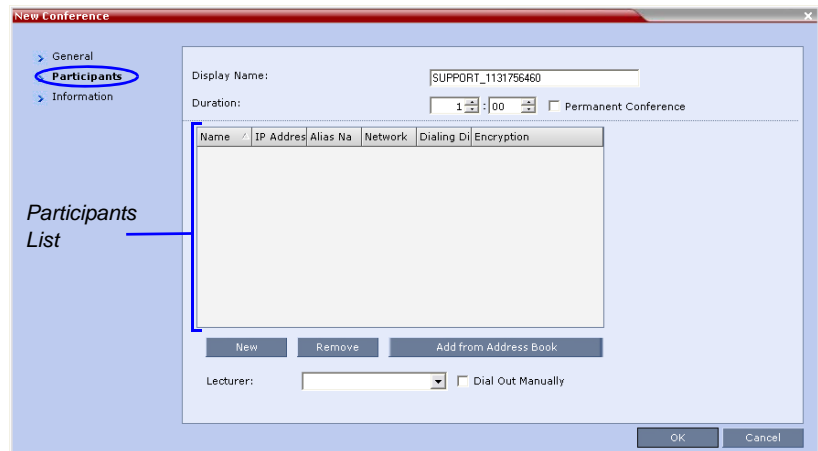 New Conference
General
Participants
Information
Display Name: SUPPORT_1131756460
Duration: 1 : 00 Permanent Conference
Name IP Addres Alias Na Network Dialing Di Encryption
Participants
List
New Remove Add from Address Book
Lecturer: Dial Out Manually
OK Cancel